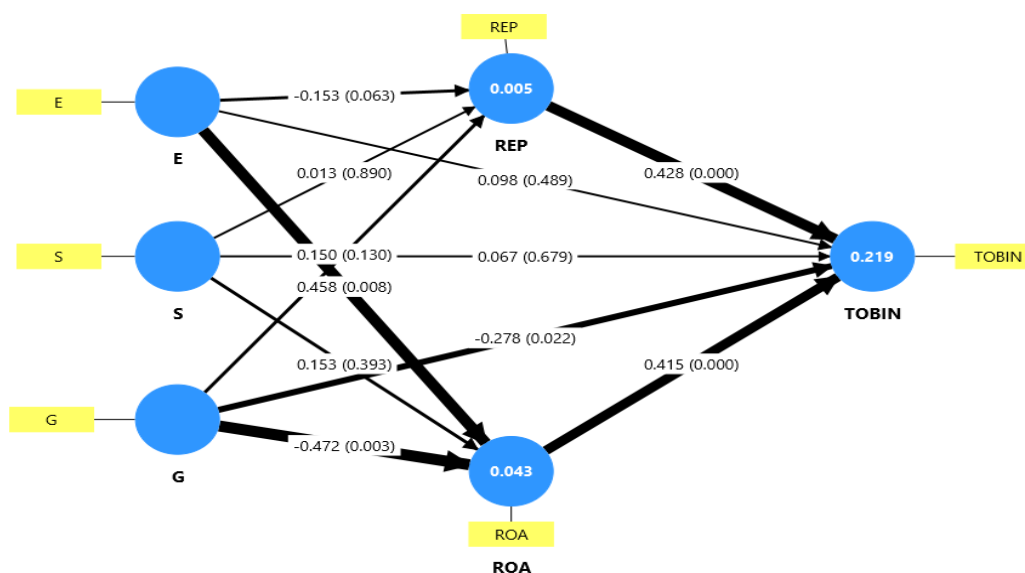 REP
E
-0.153 (0.063)
0.005
E
REP
0.013 (0.890)
0.098 (0.489)
0.428 (0.000)
S
0.150 (0.130)
0.067 (0.679)
0.219
TOBIN
0.458 (0.008)
S
TOBIN
-0.278 (0.022)
0.153 (0.393)
0.415 (0.000)
G
-0.472 (0.003)
G
0.043
ROA
ROA